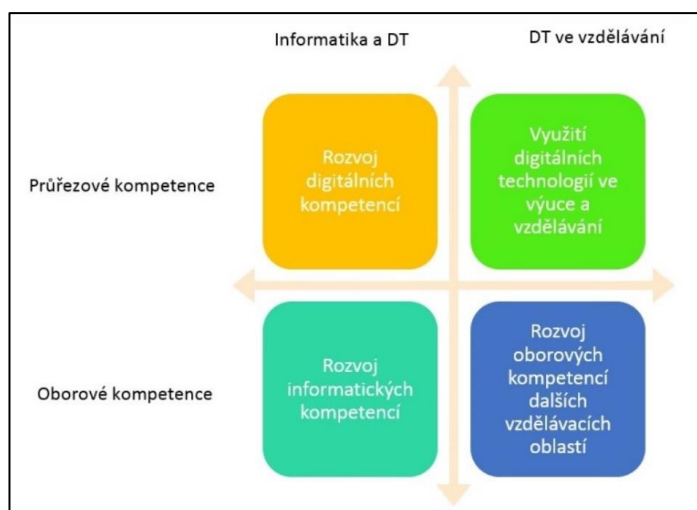 Informatika a DT
DT ve vzdělávání
Průřezové kompetence
Rozvoj
digitálních
kompetencí
Využití
digitálních
technologií ve
výuce a
vzdělávání
Oborové kompetence
Rozvoj
informatických
kompetencí
Rozvoj
oborových
kompetencí
dalších
vzdělávacích
oblastí